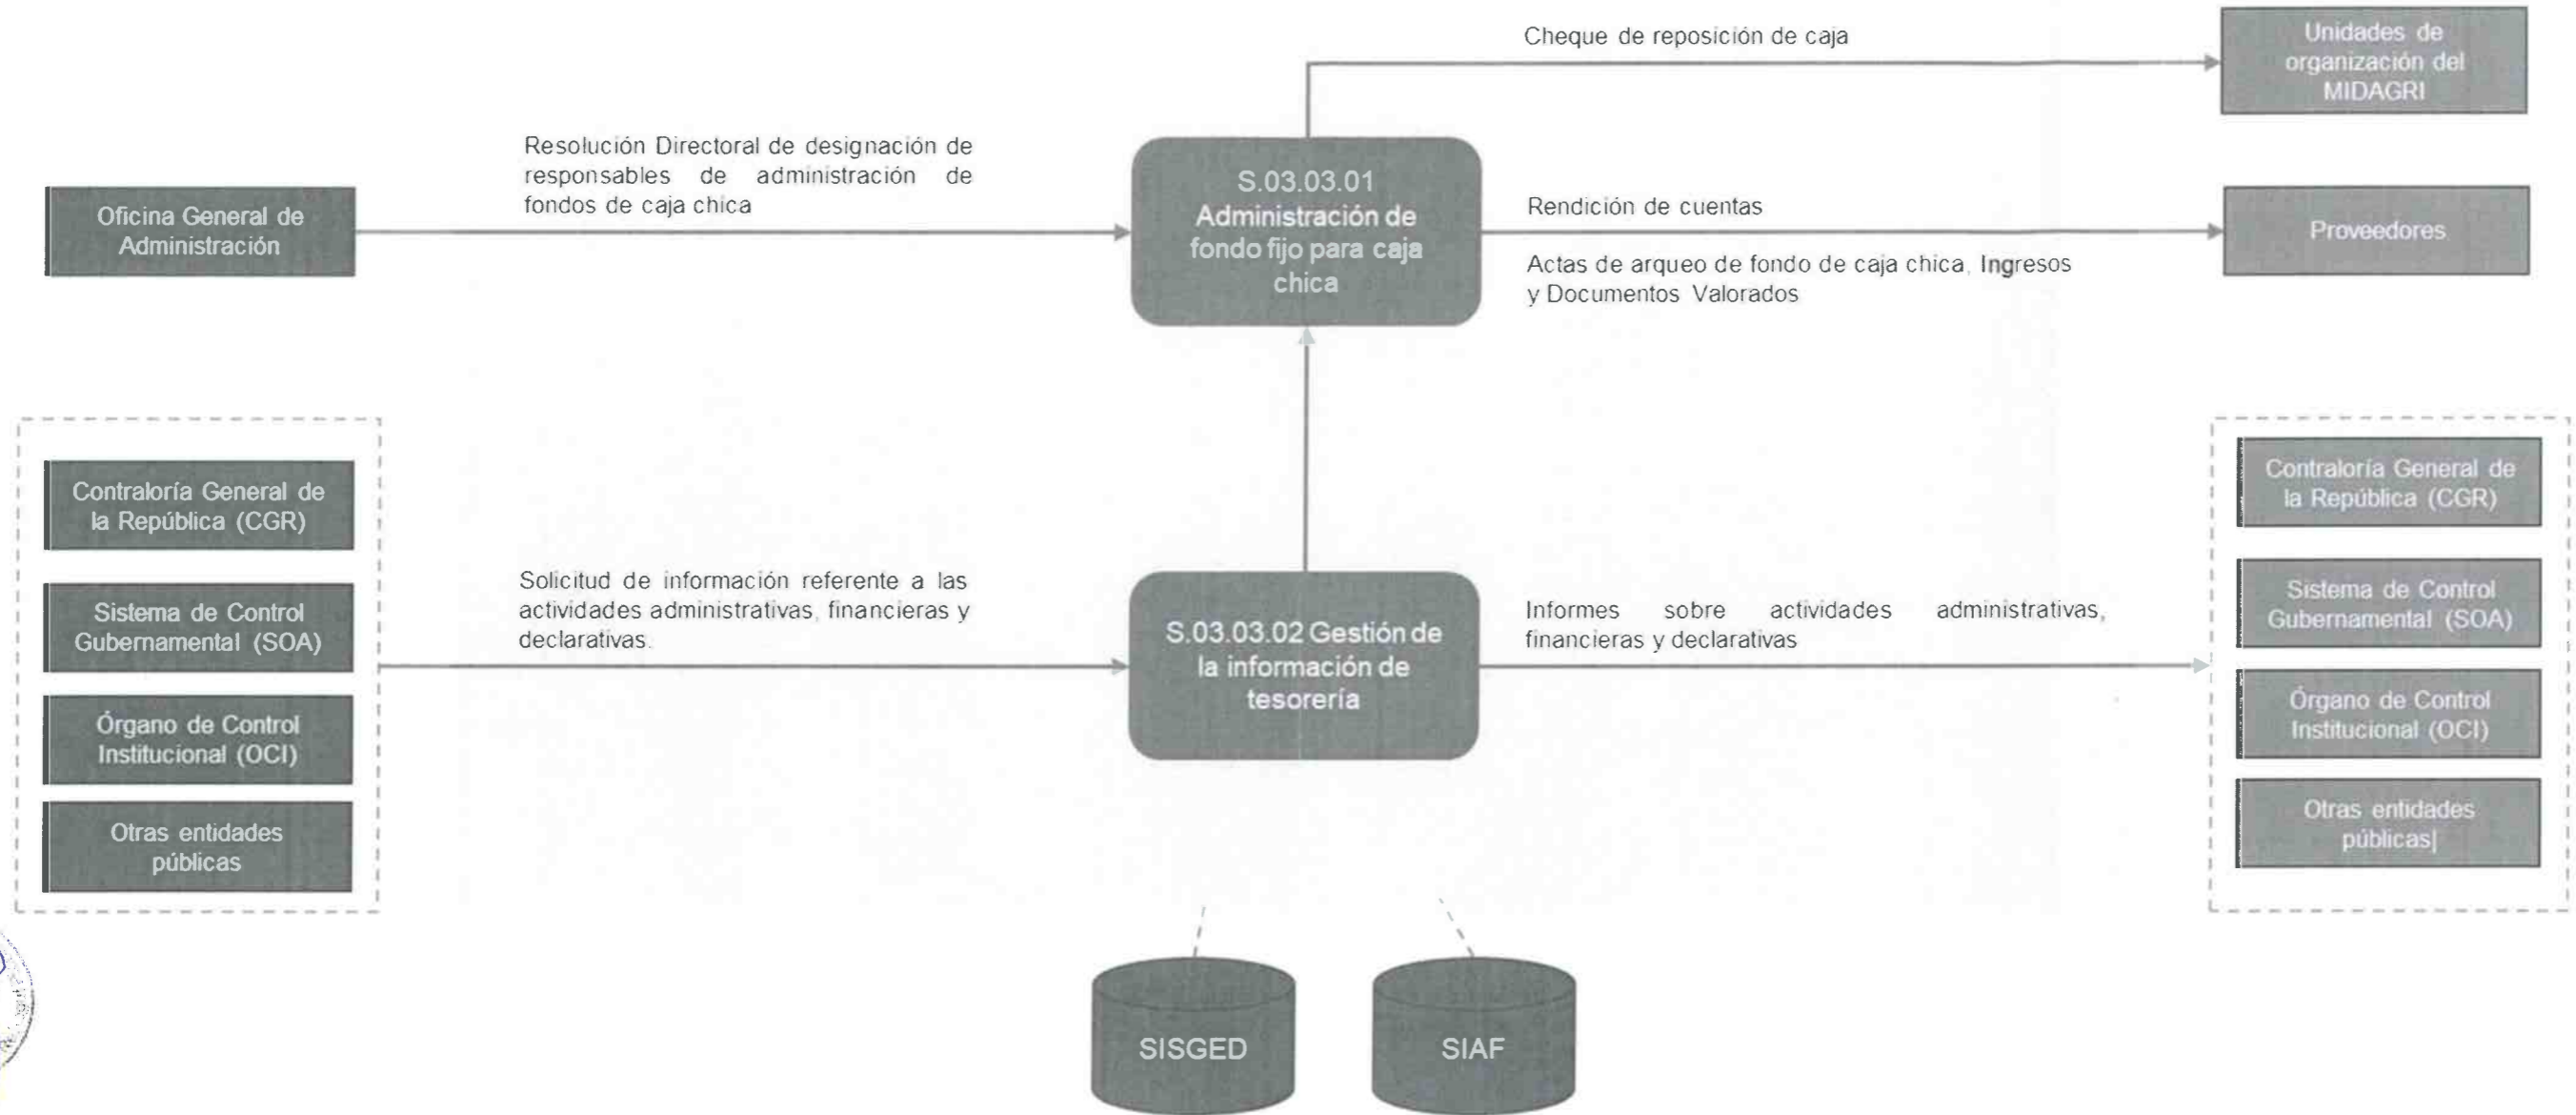 Cheque de reposición de caja
Unidades de
organización del
MIDAGRI
Resolución Directoral de designación de
responsables de administración de
fondos de caja chica
Oficina General de
Administración
S.03.03.01
Administración de
fondo fijo para caja
chica
Rendición de cuentas
Actas de arqueo de fondo de caja chica, Ingresos
y Documentos Valorados
Proveedores
Contraloría General de
la República (CGR)
Sistema de Control
Gubernamental (SOA)
Órgano de Control
Institucional (OCI)
Otras entidades
públicas
Solicitud de información referente a las
actividades administrativas, financieras y
declarativas.
S.03.03.02 Gestión de
la información de
tesorería
Informes sobre actividades administrativas,
financieras y declarativas
Contraloría General de
la República (CGR)
Sistema de Control
Gubernamental (SOA)
Órgano de Control
Institucional (OCI)
Otras entidades
públicas|
SISGED
SIAF